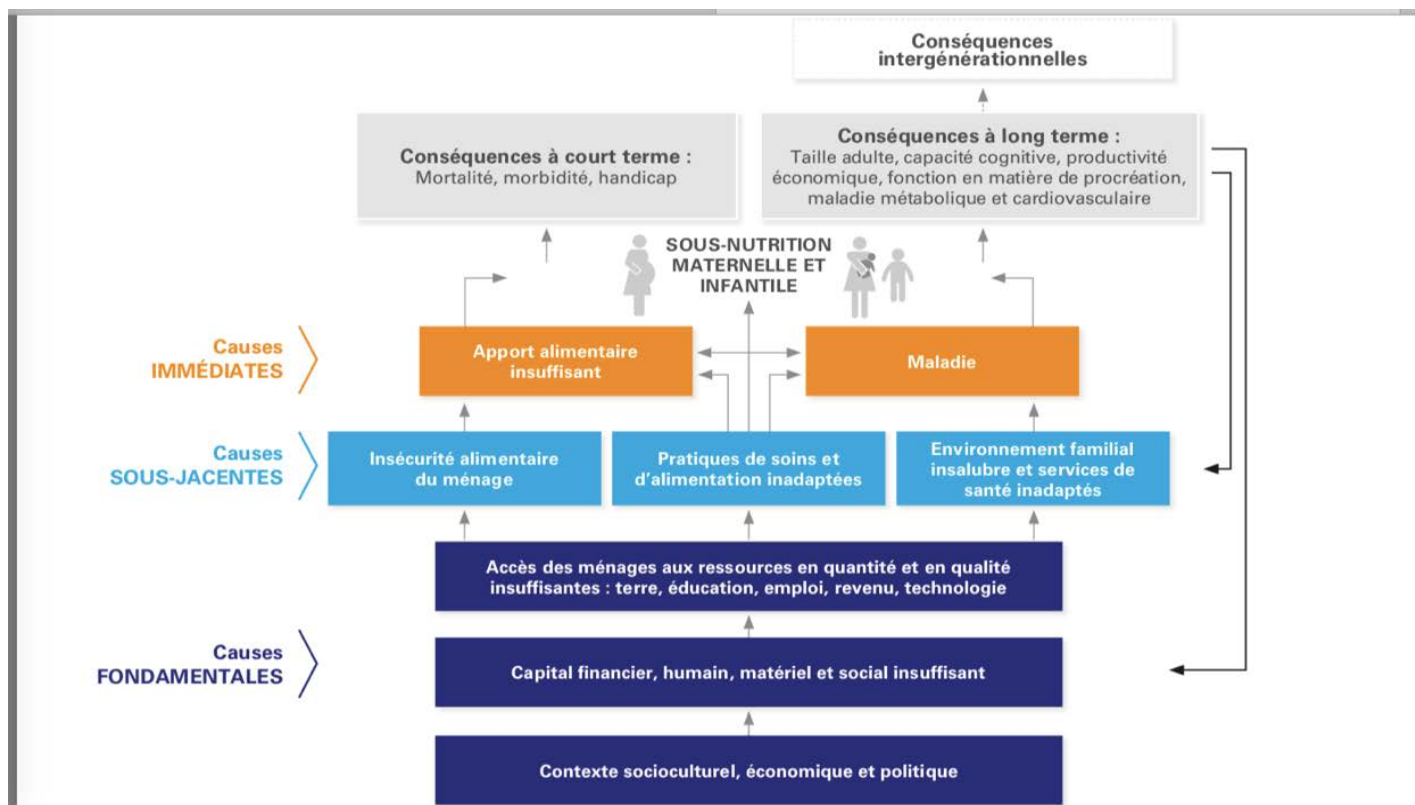 Conséquences
intergénérationnelles
Conséquences à court terme :
Mortalité, morbidité, handicap
Conséquences à long terme :
Taille adulte, capacité cognitive, productivité
économique, fonction en matière de procréation,
maladie métabolique et cardiovasculaire
SOUS-NUTRITION
MATERNELLE ET
INFANTILE
Causes
IMMÉDIATES
Apport alimentaire
insuffisant
Maladie
Causes
SOUS-JACENTES
Insécurité alimentaire
du ménage
Pratiques de soins et
d’alimentation inadaptées
Environnement familial
insalubre et services de
santé inadaptés
Accès des ménages aux ressources en quantité et en qualité
insuffisantes : terre, éducation, emploi, revenu, technologie
Causes
FONDAMENTALES
Capital financier, humain, matériel et social insuffisant
Contexte socioculturel, économique et politique